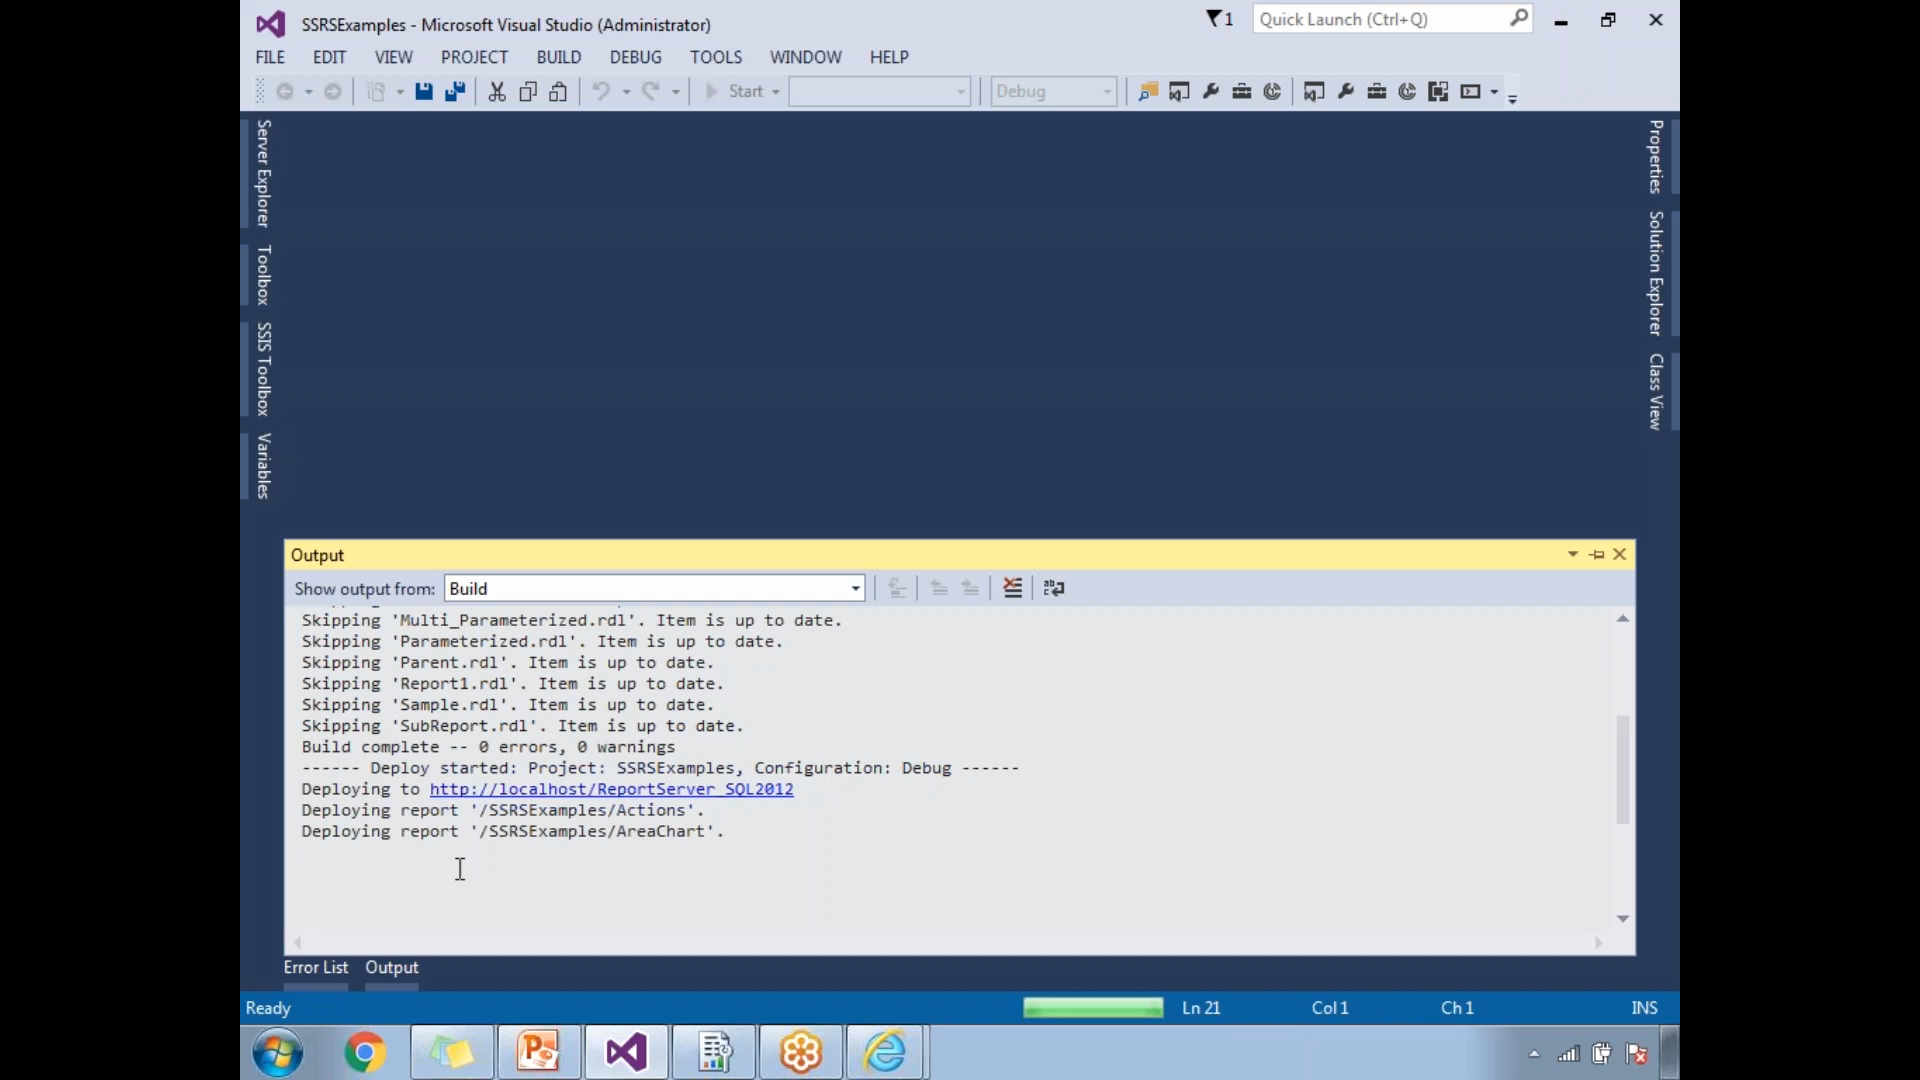 SSRSExamples - Microsoft Visual Studio (Administrator)
1
Quick Launch (Ctrl+Q)
FILE EDIT VIEW PROJECT BUILD DEBUG TOOLS WINDOW HELP
Start
Debug
Server Explorer
Toolbox
SSIS Toolbox
Variables
Properties
Solution Explorer
Class View
Output
Show output from: Build
Skipping 'Multi_Parameterized.rdl'. Item is up to date.
Skipping 'Parameterized.rdl'. Item is up to date.
Skipping 'Parent.rdl'. Item is up to date.
Skipping 'Report1.rdl'. Item is up to date.
Skipping 'Sample.rdl'. Item is up to date.
Skipping 'SubReport.rdl'. Item is up to date.
Build complete -- 0 errors, 0 warnings
------ Deploy started: Project: SSRSExamples, Configuration: Debug ------
Deploying to http://localhost/ReportServer_SQL2012
Deploying report '/SSRSExamples/Actions'.
Deploying report '/SSRSExamples/AreaChart'.
Error List Output
Ready Ln 21 Col 1 Ch 1 INS